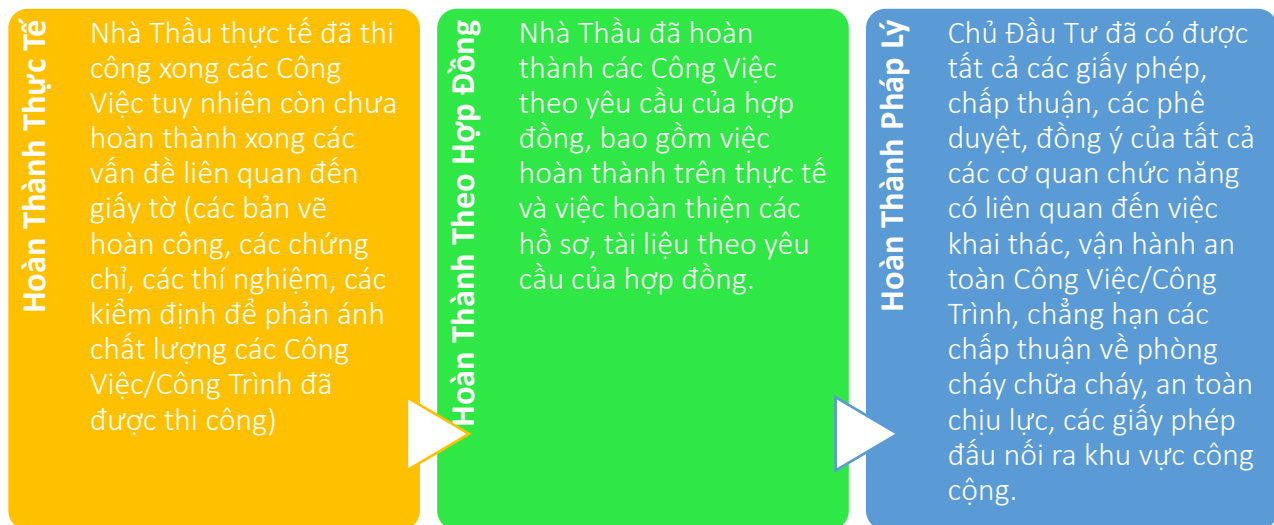 Hoàn Thành Thực Tế
Nhà Thầu thực tế đã thi
công xong các Công
Việc tuy nhiên còn chưa
hoàn thành xong các
vấn đề liên quan đến
giấy tờ (các bản vẽ
hoàn công, các chứng
chỉ, các thí nghiệm, các
kiểm định để phản ánh
chất lượng các Công
Việc/Công Trình đã
được thi công)
Hoàn Thành Theo Hợp Đồng
Nhà Thầu đã hoàn
thành các Công Việc
theo yêu cầu của hợp
đồng, bao gồm việc
hoàn thành trên thực tế
và việc hoàn thiện các
hồ sơ, tài liệu theo yêu
cầu của hợp đồng.
Hoàn Thành Pháp Lý
Chủ Đầu Tư đã có được
tất cả các giấy phép,
chấp thuận, các phê
duyệt, đồng ý của tất cả
các cơ quan chức năng
có liên quan đến việc
khai thác, vận hành an
toàn Công Việc/Công
Trình, chẳng hạn các
chấp thuận về phòng
cháy chữa cháy, an toàn
chịu lực, các giấy phép
đấu nối ra khu vực công
cộng.